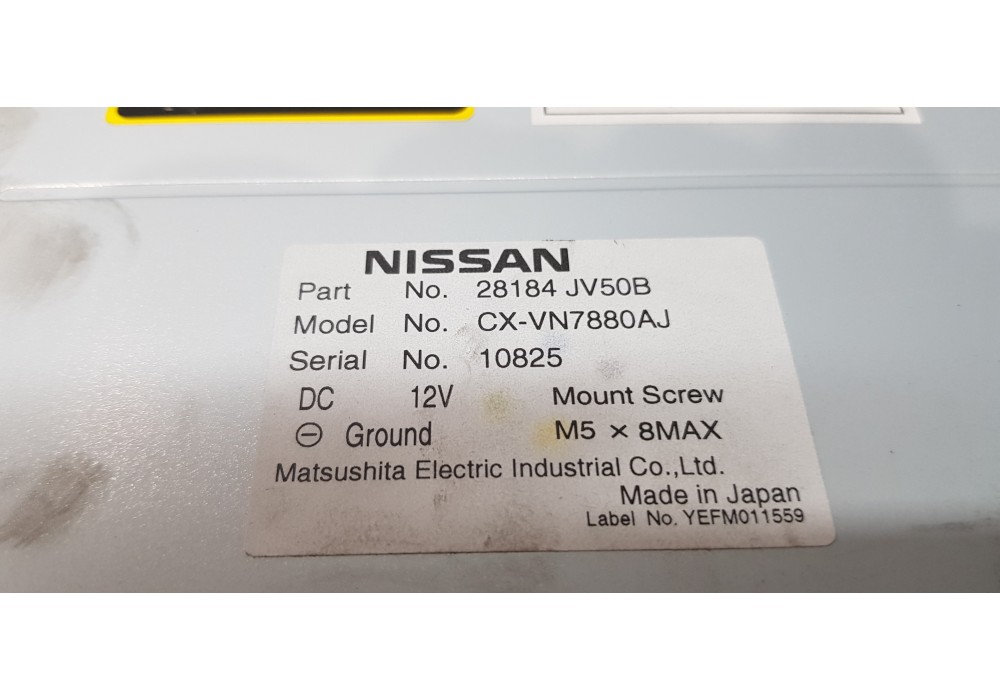 NISSAN
Part No. 28184 JV50B
Model No. CX-VN7880AJ
Serial No. 10825
DC 12V Mount Screw
⊖ Ground M5 × 8MAX
Matsushita Electric Industrial Co.,Ltd.
Made in Japan
Label No. YEFM011559